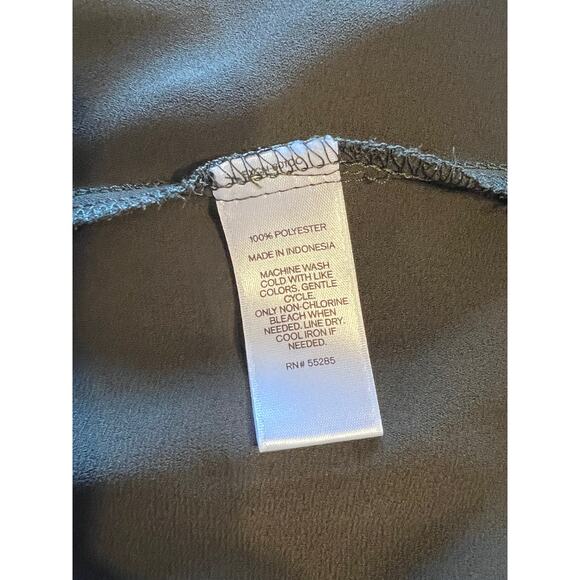 100% POLYESTER
MADE IN INDONESIA
MACHINE WASH
COLD WITH LIKE
COLORS. GENTLE
CYCLE.
ONLY NON-CHLORINE
BLEACH WHEN
NEEDED. LINE DRY.
COOL IRON IF
NEEDED.
RN# 55285